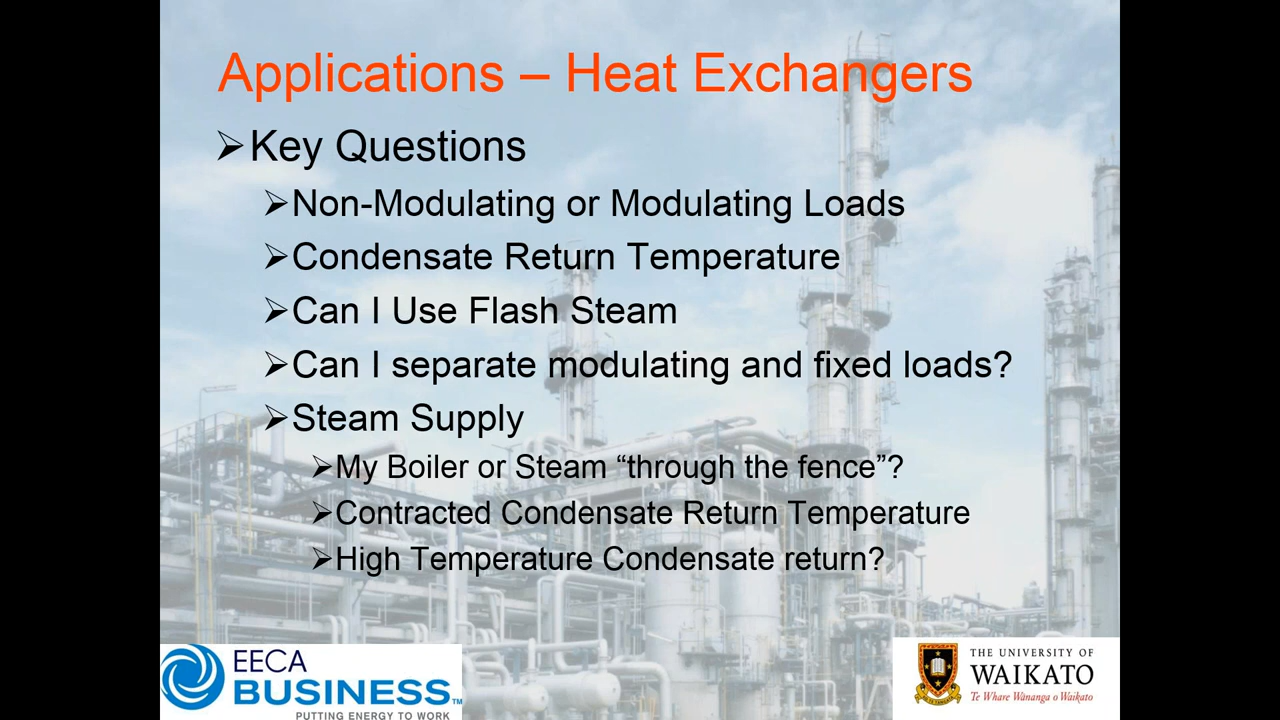 Applications – Heat Exchangers
Key Questions
Non-Modulating or Modulating Loads
Condensate Return Temperature
Can I Use Flash Steam
Can I separate modulating and fixed loads?
Steam Supply
My Boiler or Steam “through the fence”?
Contracted Condensate Return Temperature
High Temperature Condensate return?
EECA
BUSINESS™
PUTTING ENERGY TO WORK
THE UNIVERSITY OF
WAIKATO
Te Whare Wānanga o Waikato